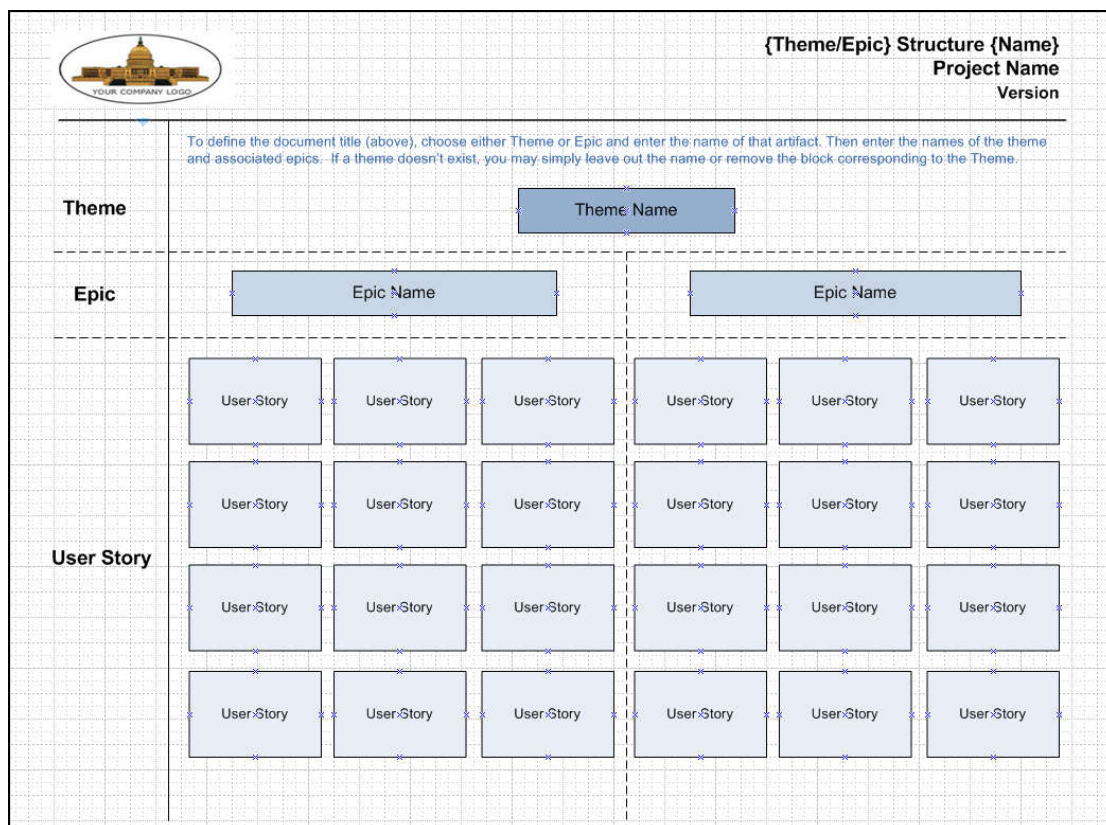 YOUR COMPANY LOGO
{Theme/Epic} Structure {Name}
Project Name
Version
To define the document title (above), choose either Theme or Epic and enter the name of that artifact. Then enter the names of the theme
and associated epics. If a theme doesn't exist, you may simply leave out the name or remove the block corresponding to the Theme.
Theme
Theme Name
Epic
Epic Name
Epic Name
User Story User Story User Story User Story User Story User Story
User Story User Story User Story User Story User Story User Story
User Story
User Story User Story User Story User Story User Story User Story
User Story User Story User Story User Story User Story User Story